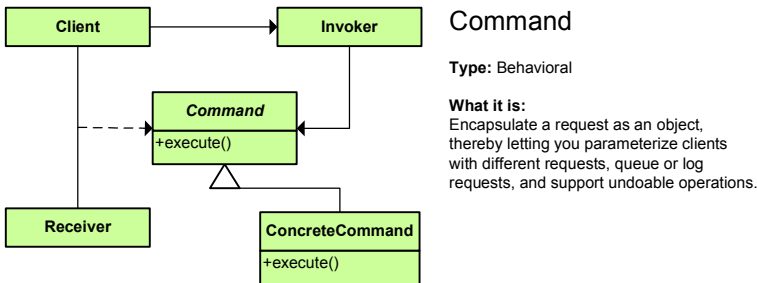 Client
Invoker
Command
+execute()
Receiver
ConcreteCommand
+execute()
Command
Type: Behavioral
What it is:
Encapsulate a request as an object,
thereby letting you parameterize clients
with different requests, queue or log
requests, and support undoable operations.